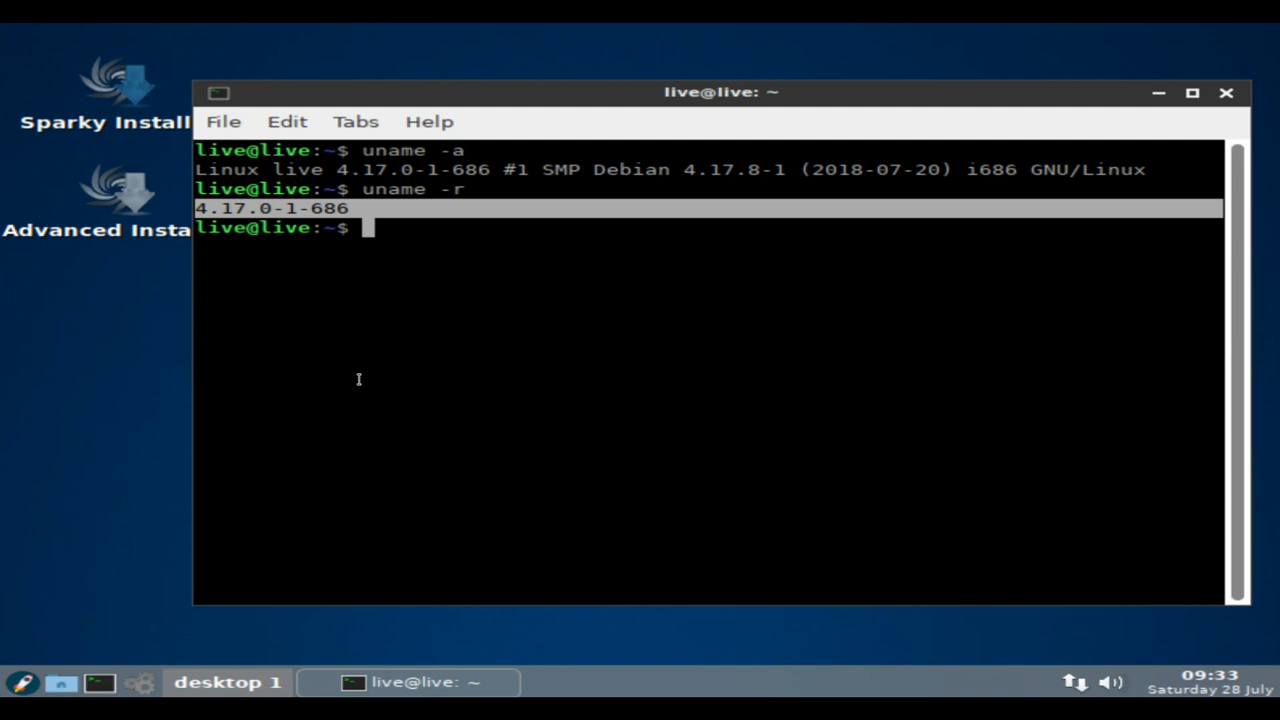 Sparky Install
Advanced Insta
live@live: ~
File Edit Tabs Help
live@live:~$ uname -a
Linux live 4.17.0-1-686 #1 SMP Debian 4.17.8-1 (2018-07-20) i686 GNU/Linux
live@live:~$ uname -r
4.17.0-1-686
live@live:~$
desktop 1
live@live: ~
09:33
Saturday 28 July